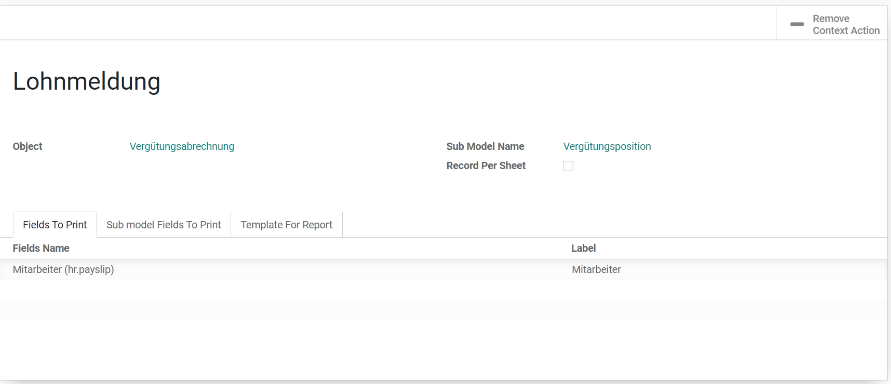 Remove
Context Action
Lohnmeldung
Object Vergütungsabrechnung Sub Model Name Vergütungsposition
Record Per Sheet
Fields To Print Sub model Fields To Print Template For Report
Fields Name Label
Mitarbeiter (hr.payslip) Mitarbeiter